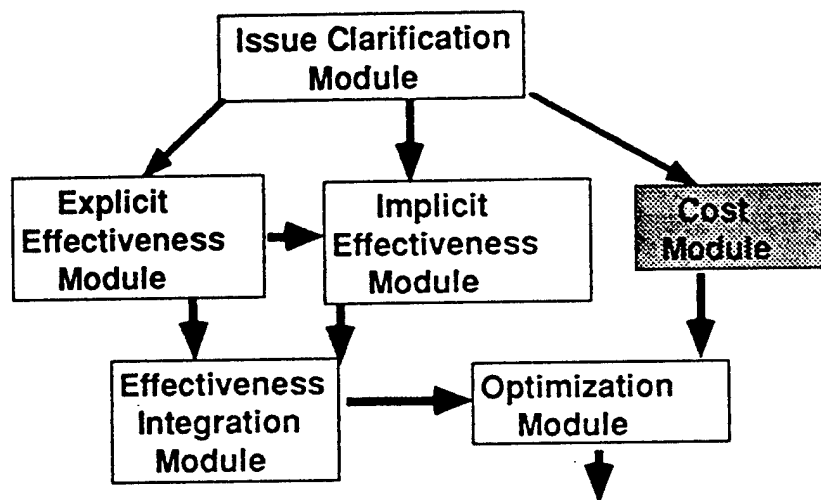 Issue Clarification
Module
Explicit
Effectiveness
Module
Implicit
Effectiveness
Module
Cost
Module
Effectiveness
Integration
Module
Optimization
Module